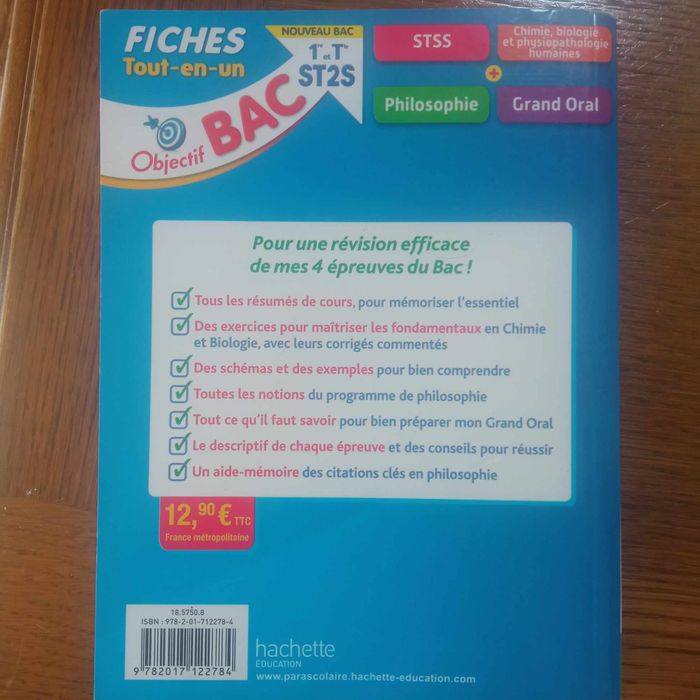 FICHES
Tout-en-un
NOUVEAU BAC
1re et Tle
ST2S
Objectif BAC
STSS
Chimie, biologie
et physiopathologie
humaines
+
Philosophie
Grand Oral
Pour une révision efficace
de mes 4 épreuves du Bac !
Tous les résumés de cours, pour mémoriser l'essentiel
Des exercices pour maîtriser les fondamentaux en Chimie
et Biologie, avec leurs corrigés commentés
Des schémas et des exemples pour bien comprendre
Toutes les notions du programme de philosophie
Tout ce qu'il faut savoir pour bien préparer mon Grand Oral
Le descriptif de chaque épreuve et des conseils pour réussir
Un aide-mémoire des citations clés en philosophie
12,90 € TTC
France métropolitaine
18.5750.8
ISBN : 978-2-01-712278-4
9 782017 122784
hachette
ÉDUCATION
www.parascolaire.hachette-education.com